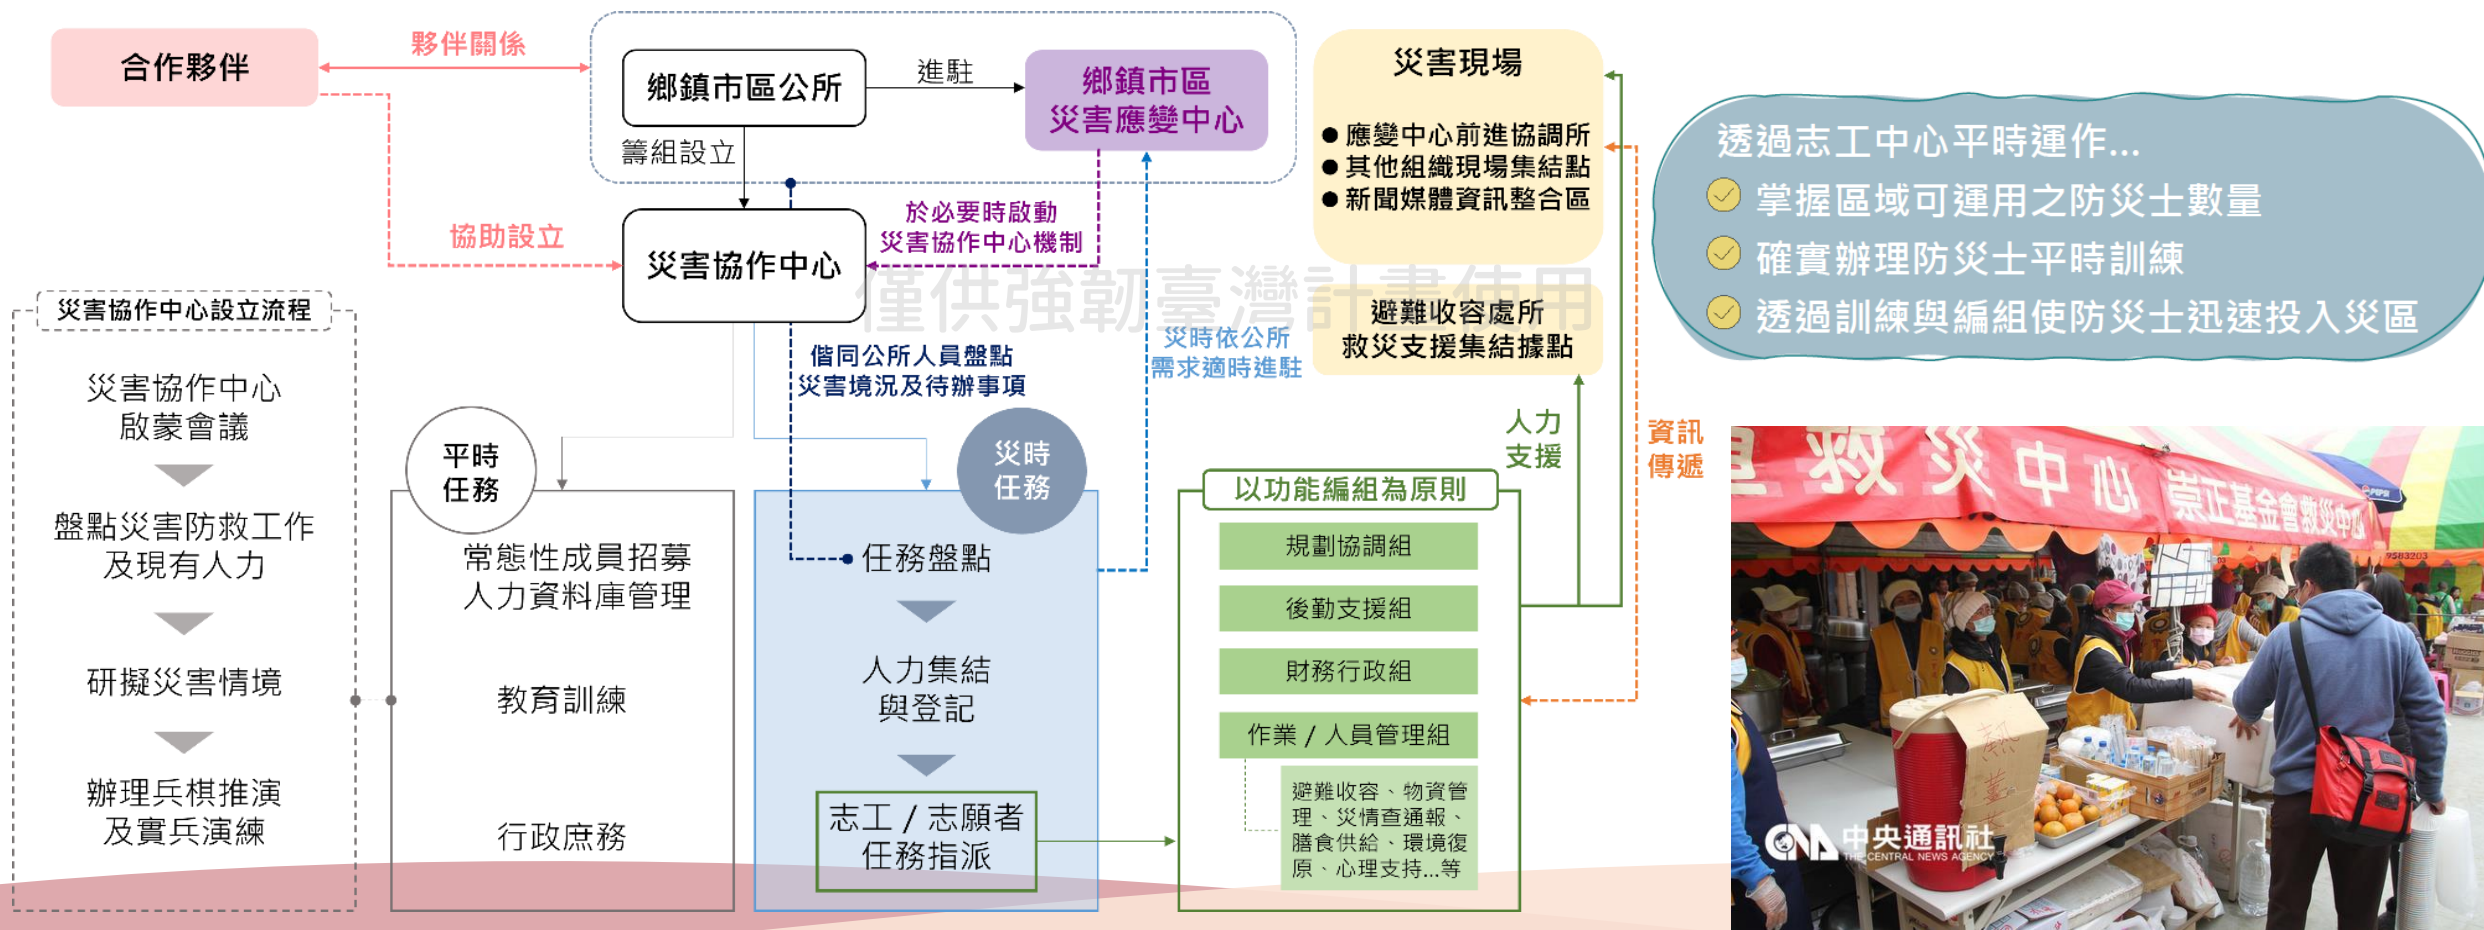 合作夥伴
夥伴關係
鄉鎮市區公所
進駐
鄉鎮市區
災害應變中心
籌組設立
協助設立
災害協作中心
於必要時啟動
災害協作中心機制
災害現場
● 應變中心前進協調所
● 其他組織現場集結點
● 新聞媒體資訊整合區
避難收容處所
救災支援集結據點
僅供強韌臺灣計畫使用
透過志工中心平時運作...
掌握區域可運用之防災士數量
確實辦理防災士平時訓練
透過訓練與編組使防災士迅速投入災區
災害協作中心設立流程
災害協作中心
啟蒙會議
盤點災害防救工作
及現有人力
研擬災害情境
辦理兵棋推演
及實兵演練
偕同公所人員盤點
災害境況及待辦事項
災時依公所
需求適時進駐
平時
任務
常態性成員招募
人力資料庫管理
教育訓練
行政庶務
災時
任務
任務盤點
人力集結
與登記
志工 / 志願者
任務指派
人力
支援
資訊
傳遞
以功能編組為原則
規劃協調組
後勤支援組
財務行政組
作業 / 人員管理組
避難收容、物資管
理、災情查通報、
膳食供給、環境復
原、心理支持...等
救災中心
崇正基金會救災中心
PEPSI
9583203
熱薑
CNA 中央通訊社
THE CENTRAL NEWS AGENCY